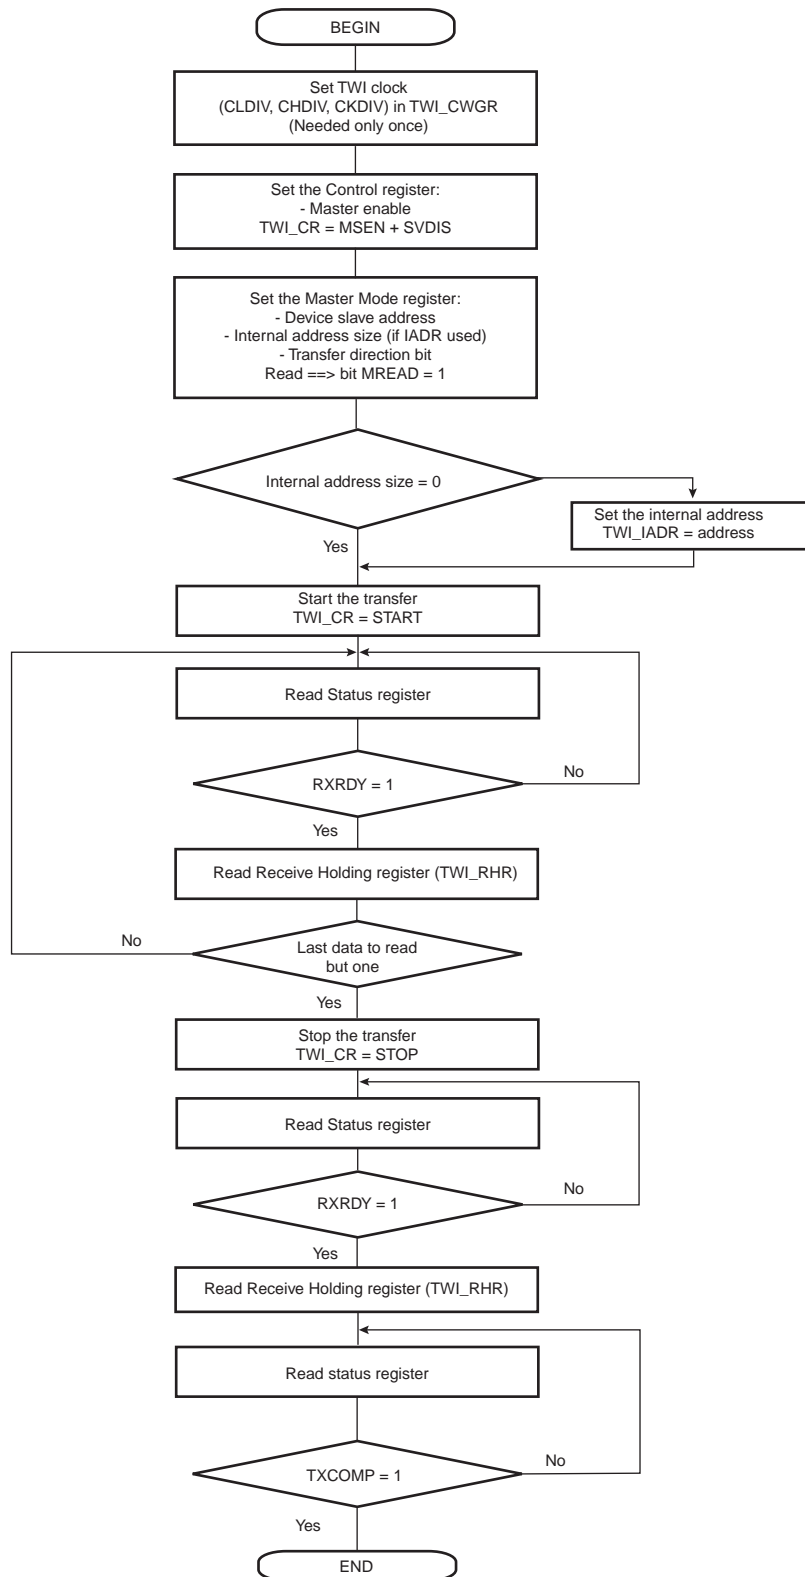 BEGIN
Set TWI clock
(CLDIV, CHDIV, CKDIV) in TWI_CWGR
(Needed only once)
Set the Control register:
- Master enable
TWI_CR = MSEN + SVDIS
Set the Master Mode register:
- Device slave address
- Internal address size (if IADR used)
- Transfer direction bit
Read ==> bit MREAD = 1
Internal address size = 0
Set the internal address
TWI_IADR = address
Yes
Start the transfer
TWI_CR = START
Read Status register
RXRDY = 1
No
Yes
Read Receive Holding register (TWI_RHR)
No
Last data to read
but one
Yes
Stop the transfer
TWI_CR = STOP
Read Status register
RXRDY = 1
No
Yes
Read Receive Holding register (TWI_RHR)
Read status register
TXCOMP = 1
No
Yes
END